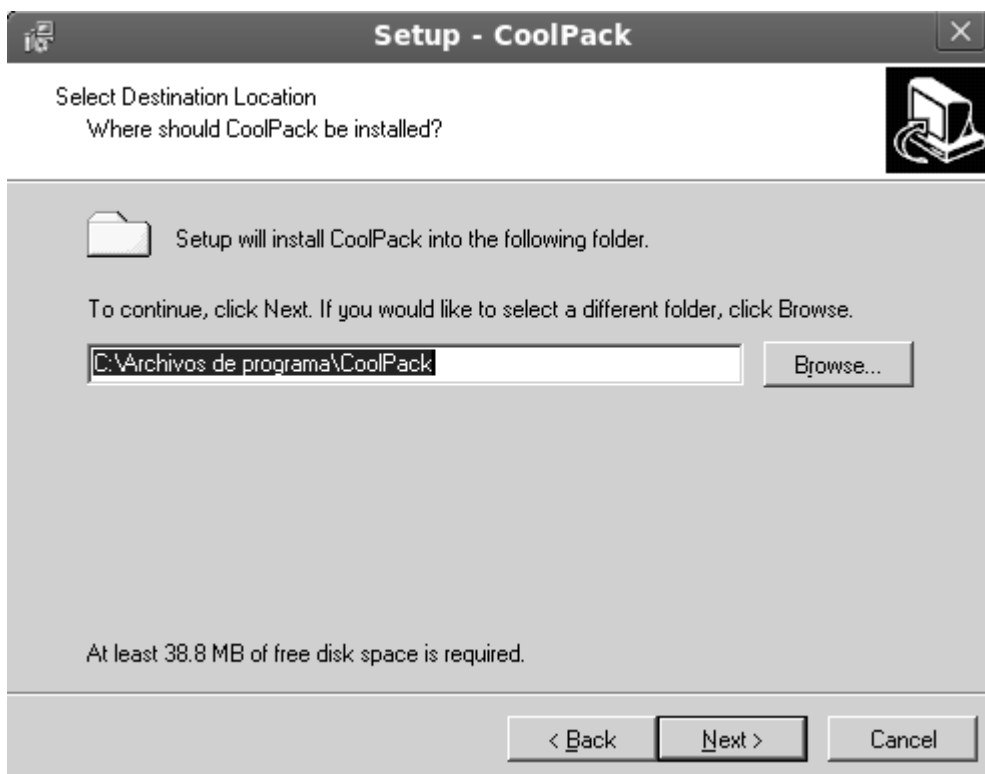 Setup - CoolPack
Select Destination Location
Where should CoolPack be installed?
Setup will install CoolPack into the following folder.
To continue, click Next. If you would like to select a different folder, click Browse.
C:\Archivos de programa\CoolPack
Browse...
At least 38.8 MB of free disk space is required.
< Back
Next >
Cancel